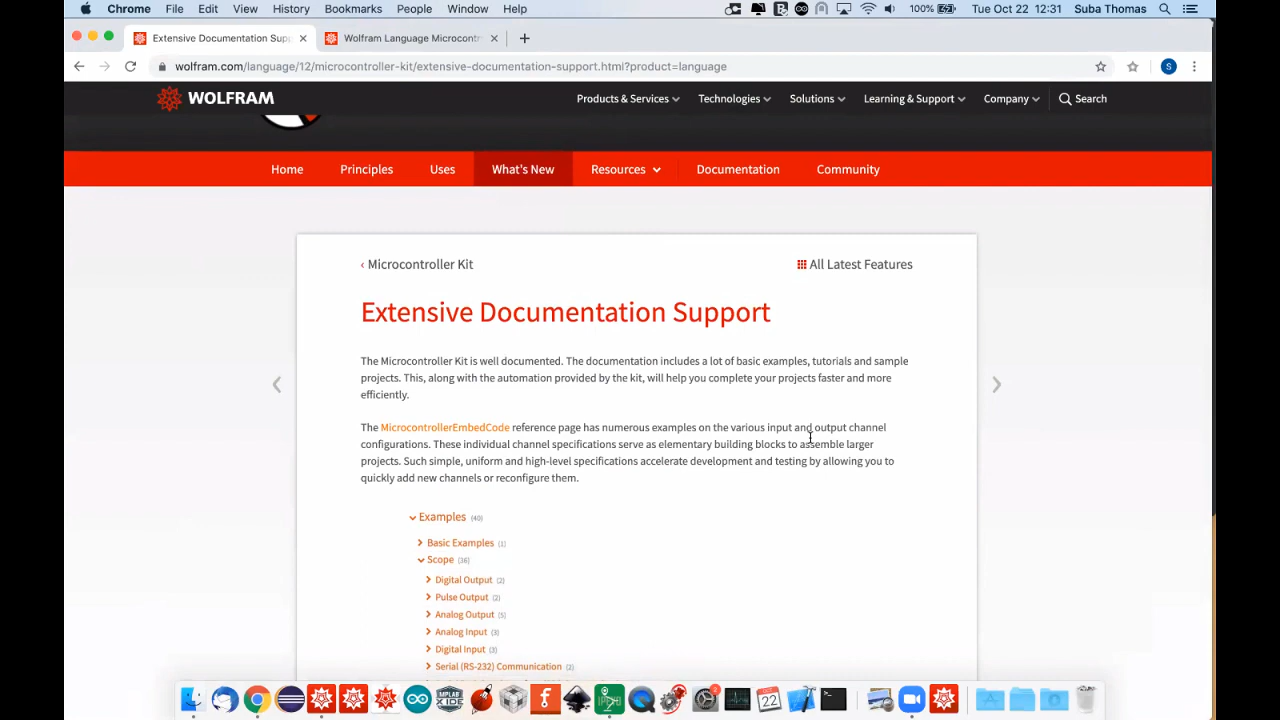 Chrome File Edit View History Bookmarks People Window Help 100% Tue Oct 22 12:31 Suba Thomas
Extensive Documentation Sup Wolfram Language Microcontr
wolfram.com/language/12/microcontroller-kit/extensive-documentation-support.html?product=language S
WOLFRAM Products & Services Technologies Solutions Learning & Support Company Search
Home Principles Uses What's New Resources Documentation Community
‹ Microcontroller Kit All Latest Features
Extensive Documentation Support
The Microcontroller Kit is well documented. The documentation includes a lot of basic examples, tutorials and sample
projects. This, along with the automation provided by the kit, will help you complete your projects faster and more
efficiently.
The MicrocontrollerEmbedCode reference page has numerous examples on the various input and output channel
configurations. These individual channel specifications serve as elementary building blocks to assemble larger
projects. Such simple, uniform and high-level specifications accelerate development and testing by allowing you to
quickly add new channels or reconfigure them.
Examples (40)
Basic Examples (1)
Scope (36)
Digital Output (2)
Pulse Output (2)
Analog Output (5)
Analog Input (3)
Digital Input (3)
Serial (RS-232) Communication (2)
MPLAB
X IDE
22